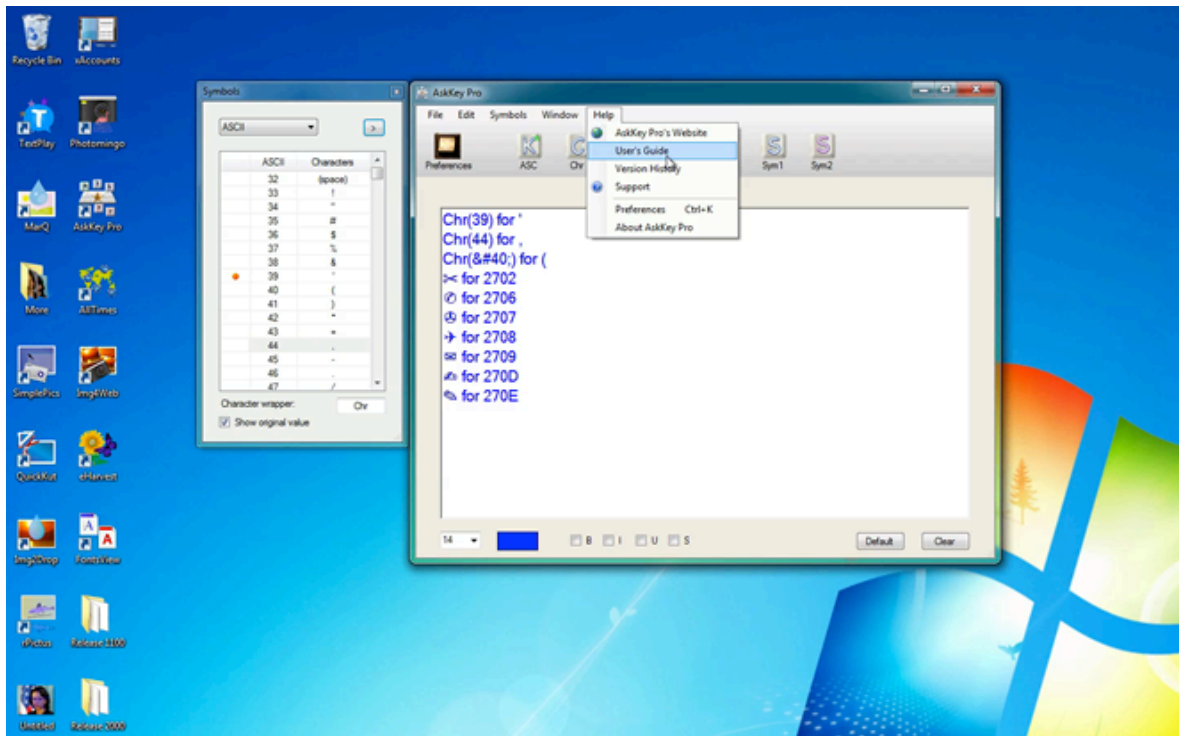 Recycle Bin
xAccounts
TextPlay
Photomingo
MarQ
AskKey Pro
More
AllTimes
SimplePics
Img4Web
QuickKut
eHarvest
Img2Drop
FontsView
xPictus
Release 1100
Untitled
Release 2000
Symbols
ASCII
>
ASCII Characters
32 (space)
33 !
34 "
35 #
36 $
37 %
38 &
39 '
40 (
41 )
42 *
43 +
44 ,
45 -
46 .
47 /
Character wrapper: Chr
Show original value
AskKey Pro
File Edit Symbols Window Help
Preferences ASC Chr Sym1 Sym2
AskKey Pro's Website
User's Guide
Version History
Support
Preferences Ctrl+K
About AskKey Pro
Chr(39) for '
Chr(44) for ,
Chr(&#40;) for (
✂ for 2702
✆ for 2706
✇ for 2707
✈ for 2708
✉ for 2709
✍ for 270D
✎ for 270E
14 B I U S Default Clear